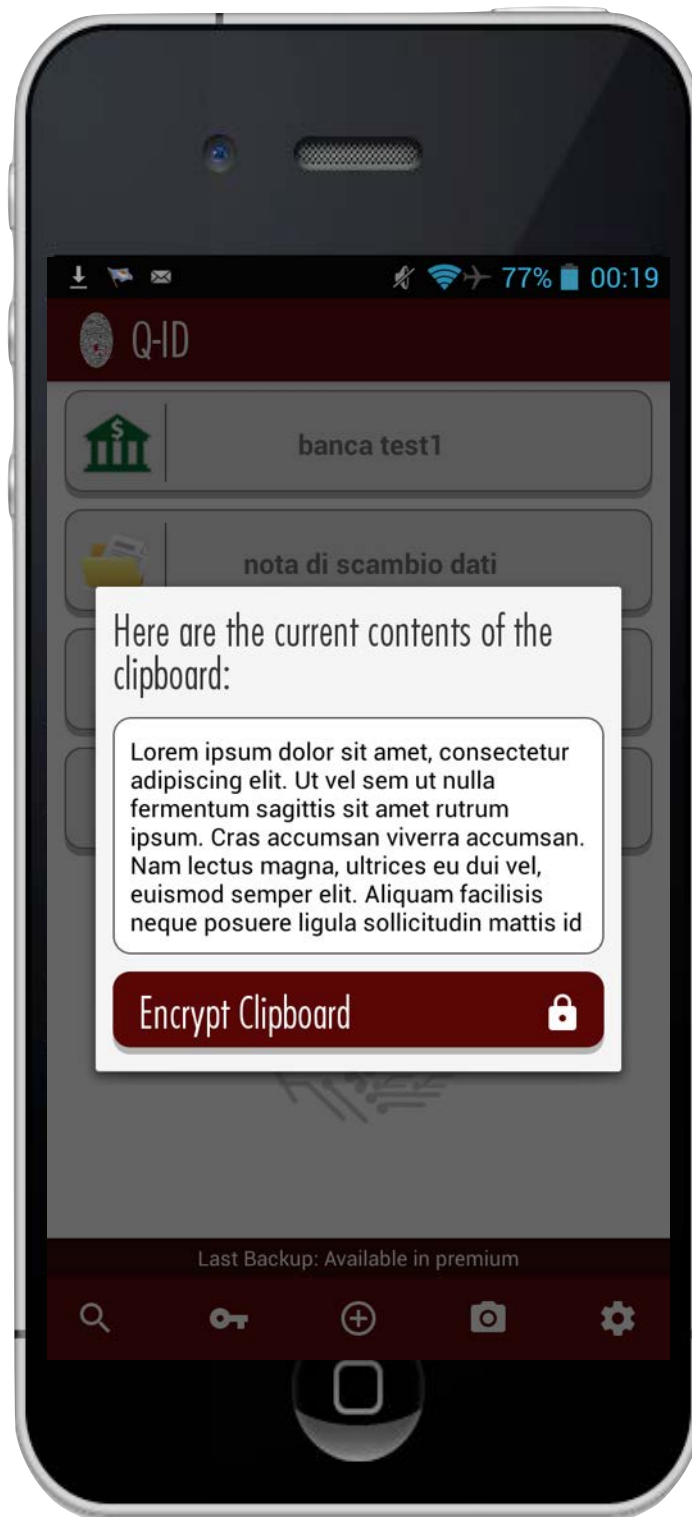 77% 00:19
Q-ID
banca test1
nota di scambio dati
Here are the current contents of the
clipboard:
Lorem ipsum dolor sit amet, consectetur
adipiscing elit. Ut vel sem ut nulla
fermentum sagittis sit amet rutrum
ipsum. Cras accumsan viverra accumsan.
Nam lectus magna, ultrices eu dui vel,
euismod semper elit. Aliquam facilisis
neque posuere ligula sollicitudin mattis id
Encrypt Clipboard
Last Backup: Available in premium